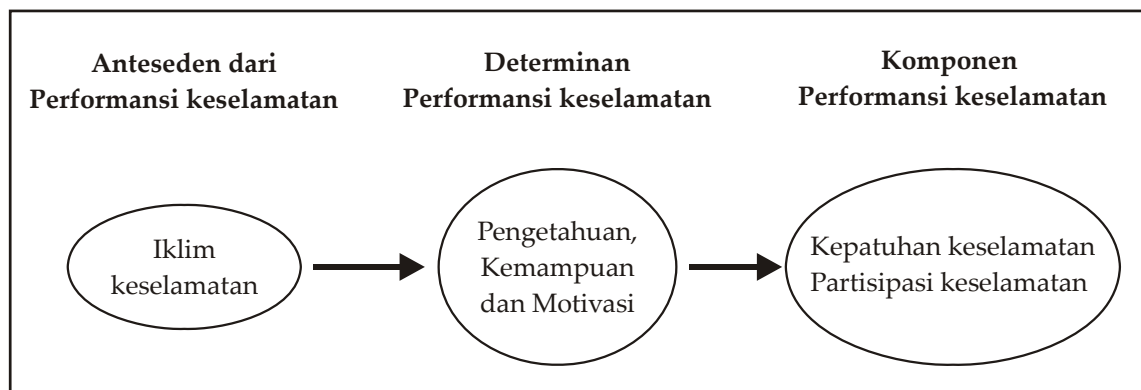 Anteseden dari
Performansi keselamatan
Determinan
Performansi keselamatan
Komponen
Performansi keselamatan
Iklim
keselamatan
Pengetahuan,
Kemampuan
dan Motivasi
Kepatuhan keselamatan
Partisipasi keselamatan